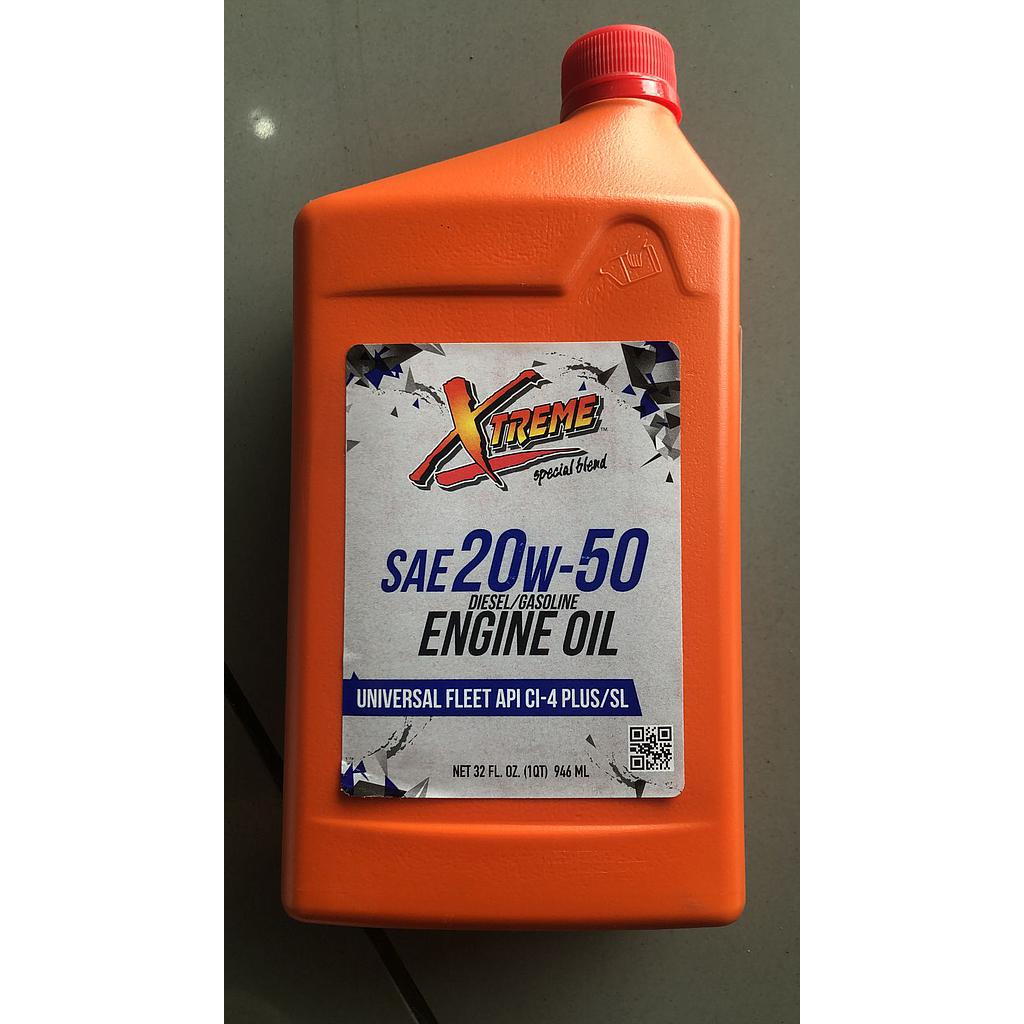 XTREME™
special blend
SAE 20W-50
DIESEL/GASOLINE
ENGINE OIL
UNIVERSAL FLEET API CI-4 PLUS/SL
NET 32 FL. OZ. (1QT) 946 ML